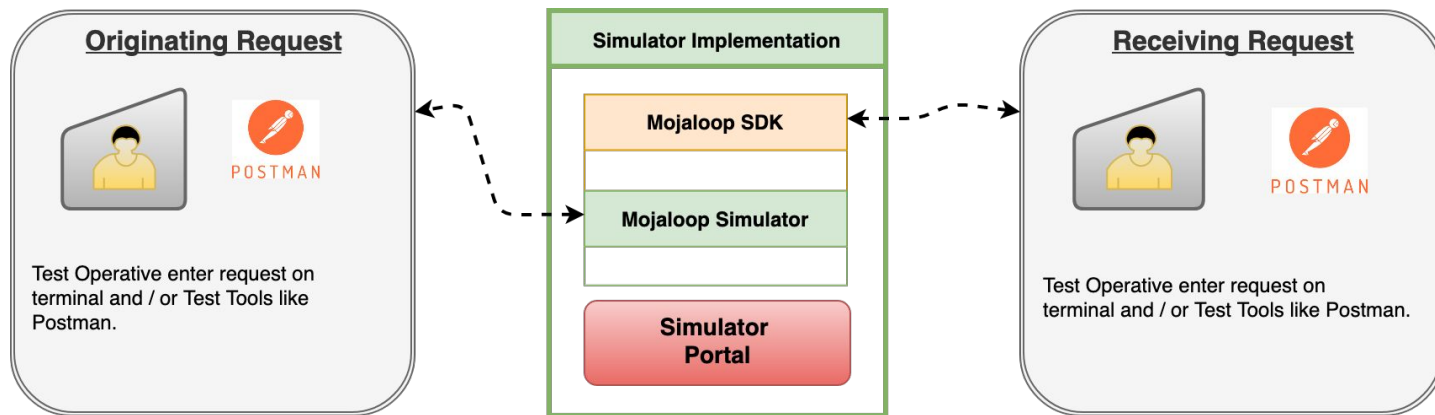 Originating Request
POSTMAN
Test Operative enter request on
terminal and / or Test Tools like
Postman.
Simulator Implementation
Mojaloop SDK
Mojaloop Simulator
Simulator
Portal
Receiving Request
POSTMAN
Test Operative enter request on
terminal and / or Test Tools like Postman.